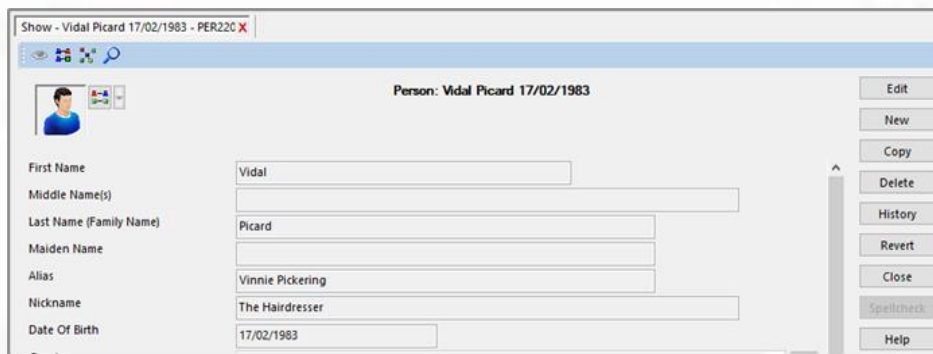 Show - Vidal Picard 17/02/1983 - PER220 X
Person: Vidal Picard 17/02/1983
Edit
New
Copy
Delete
History
Revert
Close
Spellcheck
Help
First Name Vidal
Middle Name(s)
Last Name (Family Name) Picard
Maiden Name
Alias Vinnie Pickering
Nickname The Hairdresser
Date Of Birth 17/02/1983